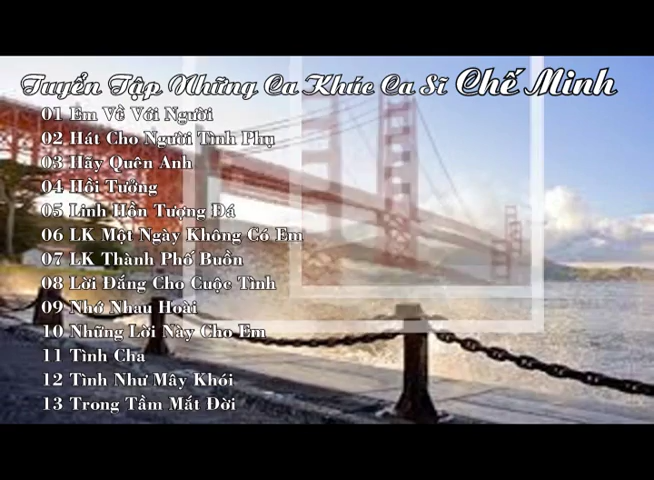 Tuyển Tập Những Ca Khúc Ca Sĩ Chế Minh
01 Em Về Với Người
02 Hát Cho Người Tình Phụ
03 Hãy Quên Anh
04 Hồi Tưởng
05 Linh Hồn Tượng Đá
06 LK Một Ngày Không Có Em
07 LK Thành Phố Buồn
08 Lời Đắng Cho Cuộc Tình
09 Nhớ Nhau Hoài
10 Những Lời Này Cho Em
11 Tình Cha
12 Tình Như Mây Khói
13 Trong Tầm Mắt Đời